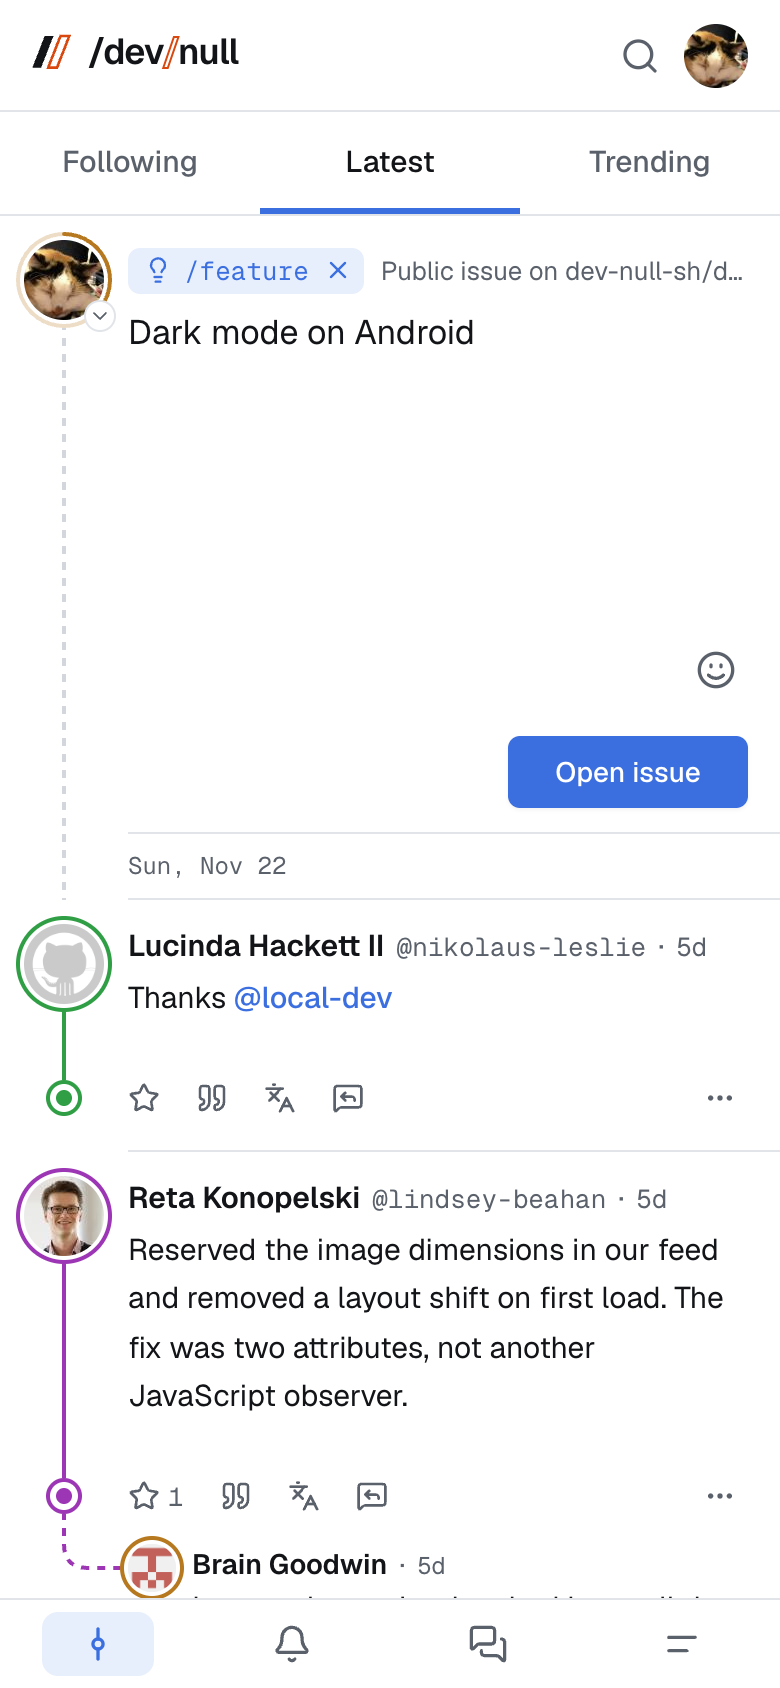 /dev/null
Following
Latest
Trending
/feature
Public issue on dev-null-sh/d...
Dark mode on Android
Open issue
Sun, Nov 22
Lucinda Hackett II @nikolaus-leslie · 5d
Thanks @local-dev
Reta Konopelski @lindsey-beahan · 5d
Reserved the image dimensions in our feed
and removed a layout shift on first load. The
fix was two attributes, not another
JavaScript observer.
1
Brain Goodwin · 5d